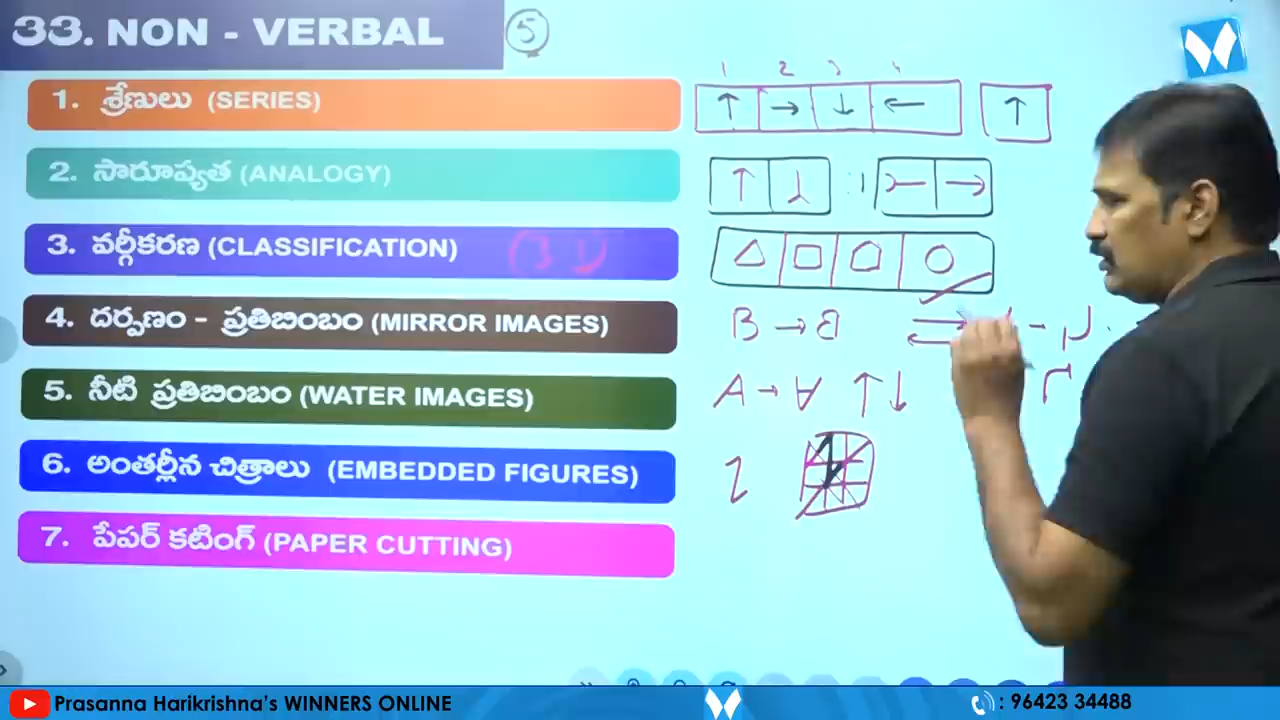 33. NON - VERBAL
5
1. శ్రేణులు (SERIES)
1 2 3
2. సారూప్యత (ANALOGY)
3. వర్గీకరణ (CLASSIFICATION)
4. దర్పణం - ప్రతిబింబం (MIRROR IMAGES)
B →
5. నీటి ప్రతిబింబం (WATER IMAGES)
A →
6. అంతర్లీన చిత్రాలు (EMBEDDED FIGURES)
7. పేపర్ కటింగ్ (PAPER CUTTING)
Prasanna Harikrishna's WINNERS ONLINE
: 96423 34488